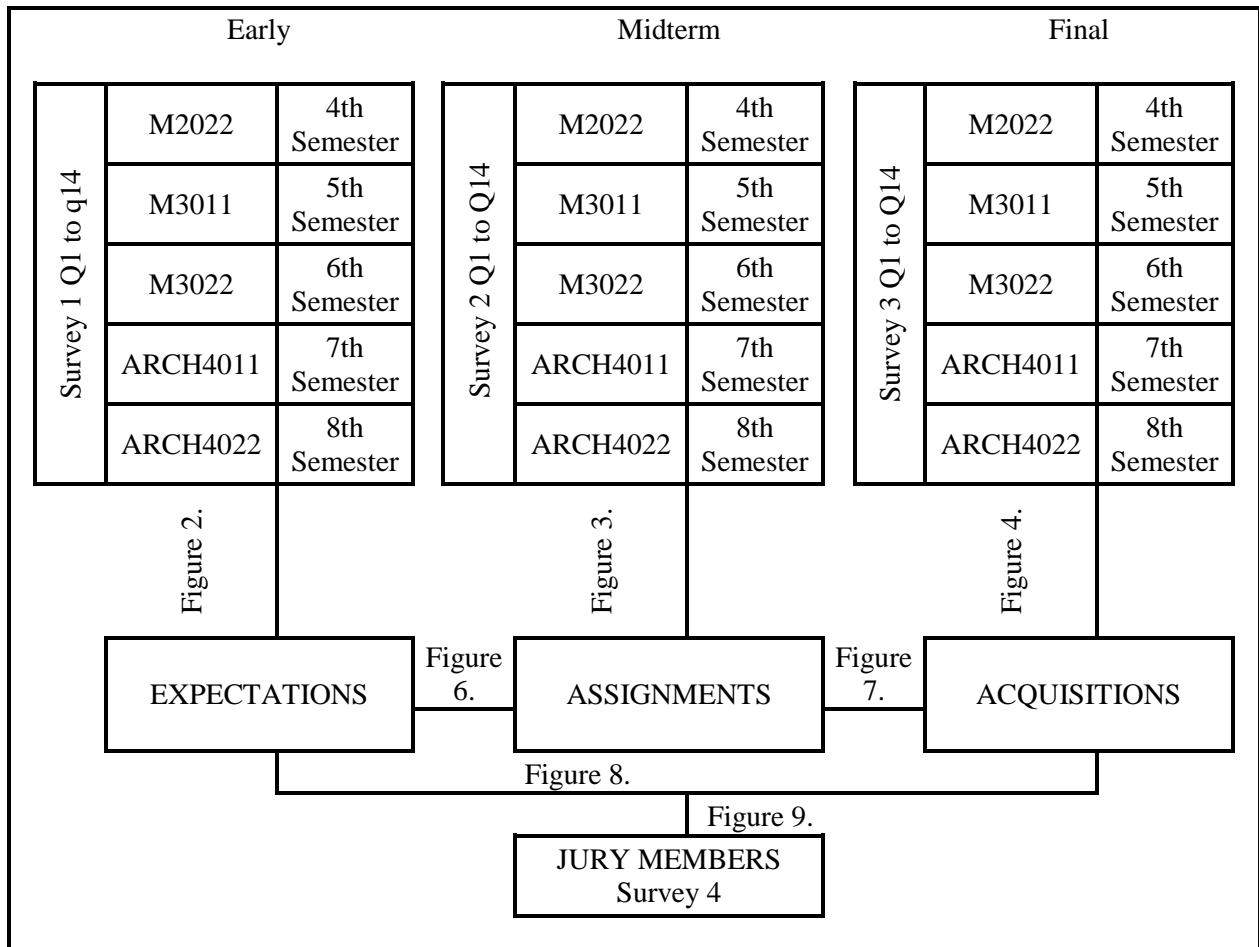 Early
Midterm
Final
Survey 1 Q1 to q14
M2022
4th
Semester
M3011
5th
Semester
M3022
6th
Semester
ARCH4011
7th
Semester
ARCH4022
8th
Semester
Survey 2 Q1 to Q14
M2022
4th
Semester
M3011
5th
Semester
M3022
6th
Semester
ARCH4011
7th
Semester
ARCH4022
8th
Semester
Survey 3 Q1 to Q14
M2022
4th
Semester
M3011
5th
Semester
M3022
6th
Semester
ARCH4011
7th
Semester
ARCH4022
8th
Semester
Figure 2.
Figure 3.
Figure 4.
EXPECTATIONS
Figure
6.
ASSIGNMENTS
Figure
7.
ACQUISITIONS
Figure 8.
Figure 9.
JURY MEMBERS
Survey 4